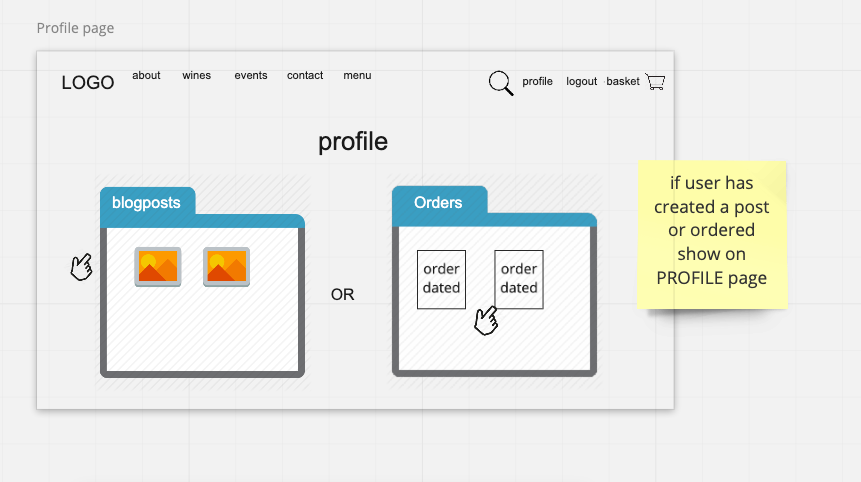 Profile page
LOGO about wines events contact menu profile logout basket
profile
blogposts
OR
Orders
order
dated
order
dated
if user has
created a post
or ordered
show on
PROFILE page